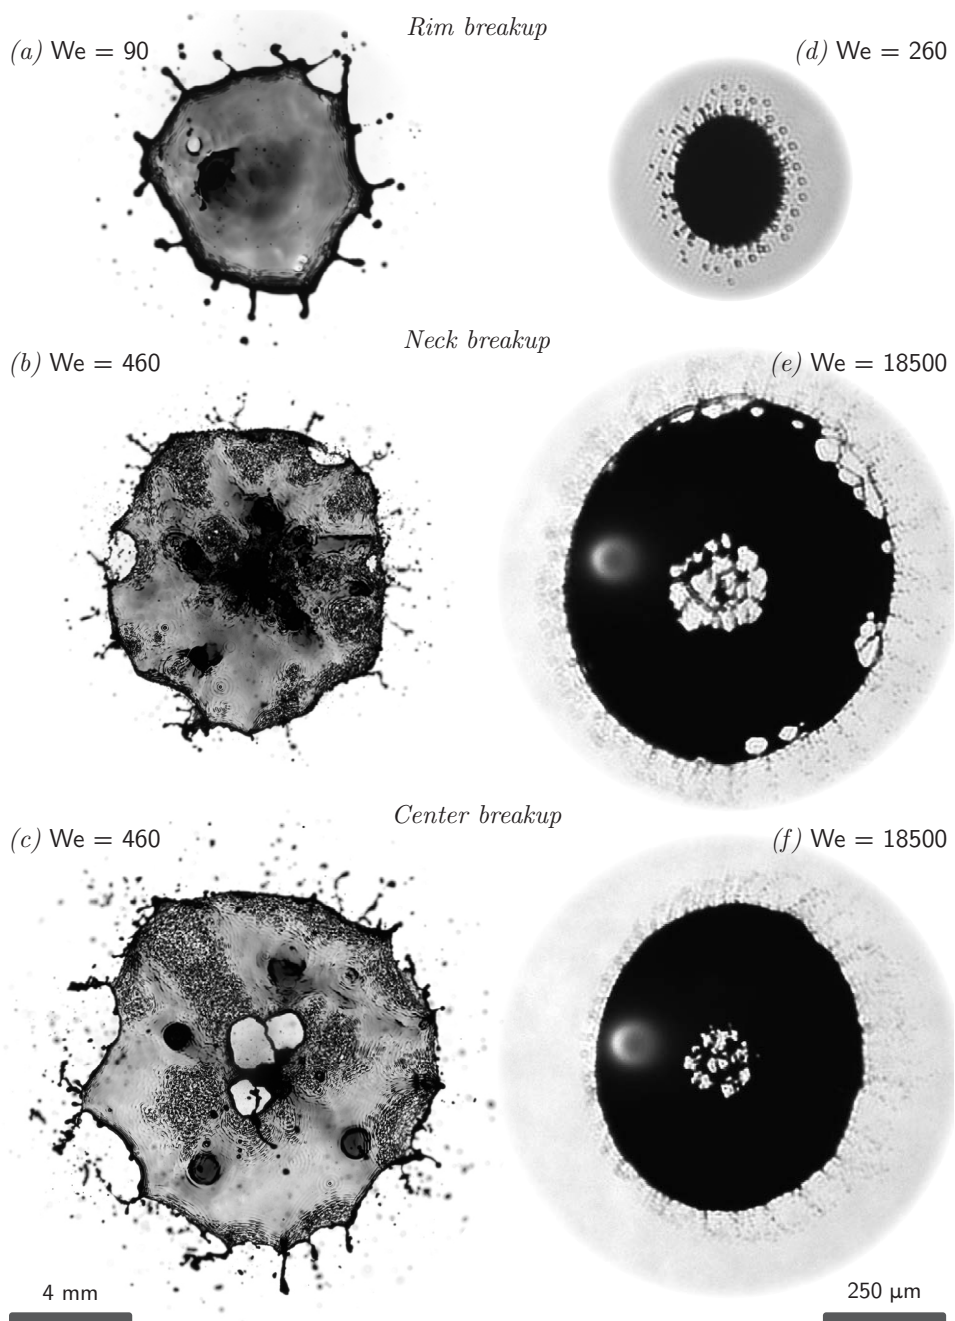 Rim breakup
(a) We = 90
(d) We = 260
Neck breakup
(b) We = 460
(e) We = 18500
Center breakup
(c) We = 460
(f) We = 18500
4 mm
250 µm